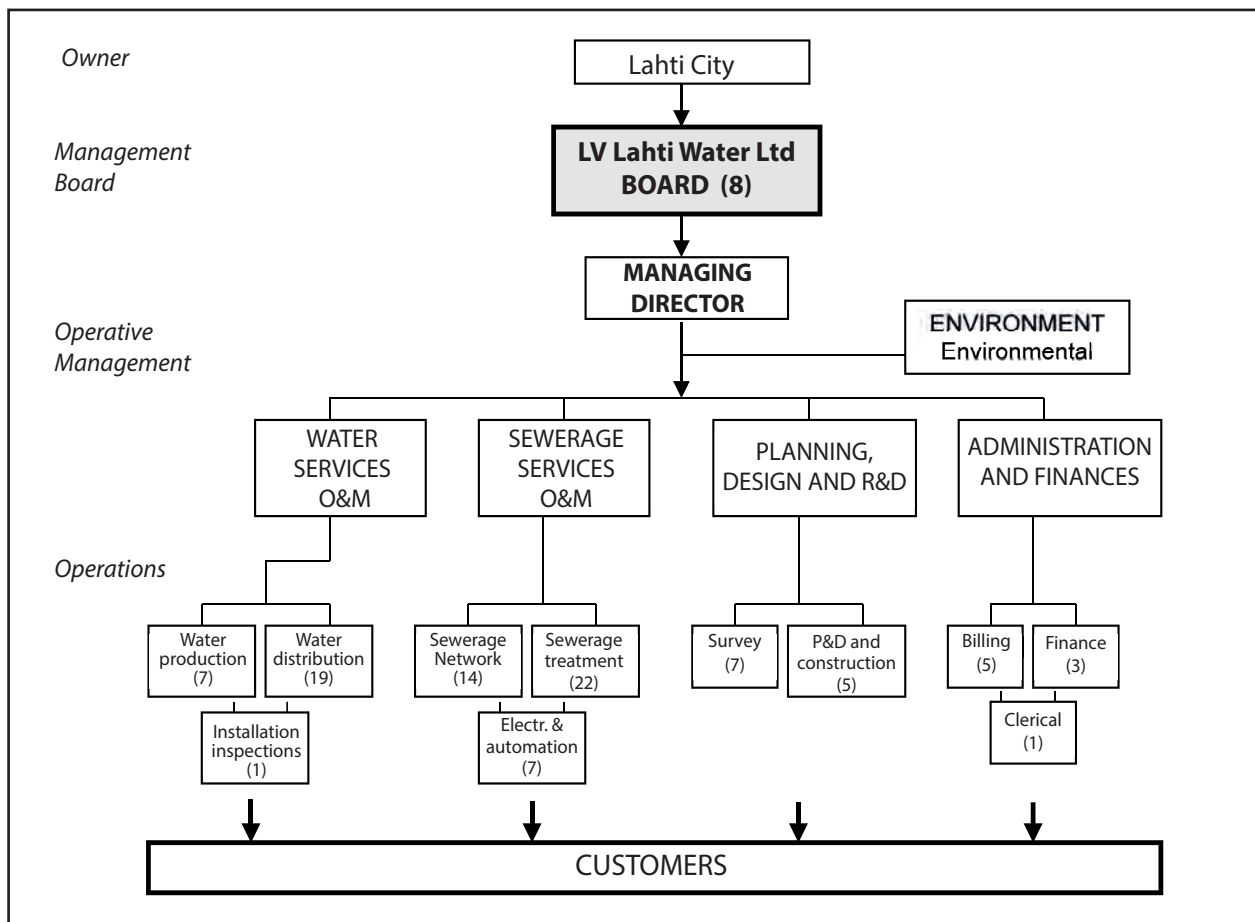 Owner
Lahti City
Management
Board
LV Lahti Water Ltd
BOARD (8)
MANAGING
DIRECTOR
Operative
Management
ENVIRONMENT
Environmental
WATER
SERVICES
O&M
SEWERAGE
SERVICES
O&M
PLANNING,
DESIGN AND R&D
ADMINISTRATION
AND FINANCES
Operations
Water
production
(7)
Water
distribution
(19)
Installation
inspections
(1)
Sewerage
Network
(14)
Sewerage
treatment
(22)
Electr. &
automation
(7)
Survey
(7)
P&D and
construction
(5)
Billing
(5)
Finance
(3)
Clerical
(1)
CUSTOMERS